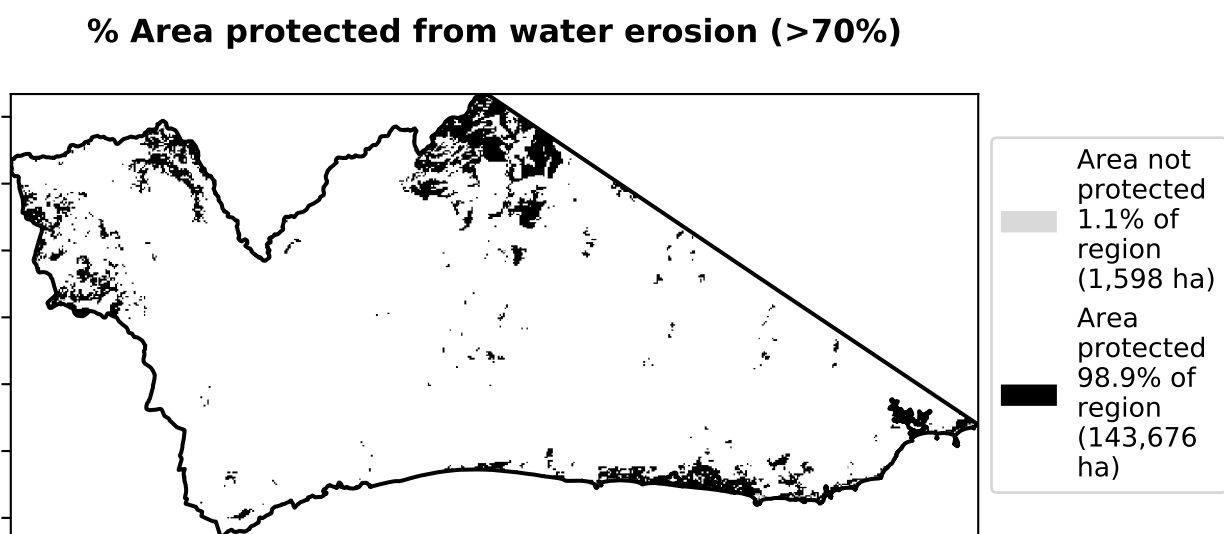 % Area protected from water erosion (>70%)
Area not
protected
1.1% of
region
(1,598 ha)
Area
protected
98.9% of
region
(143,676
ha)